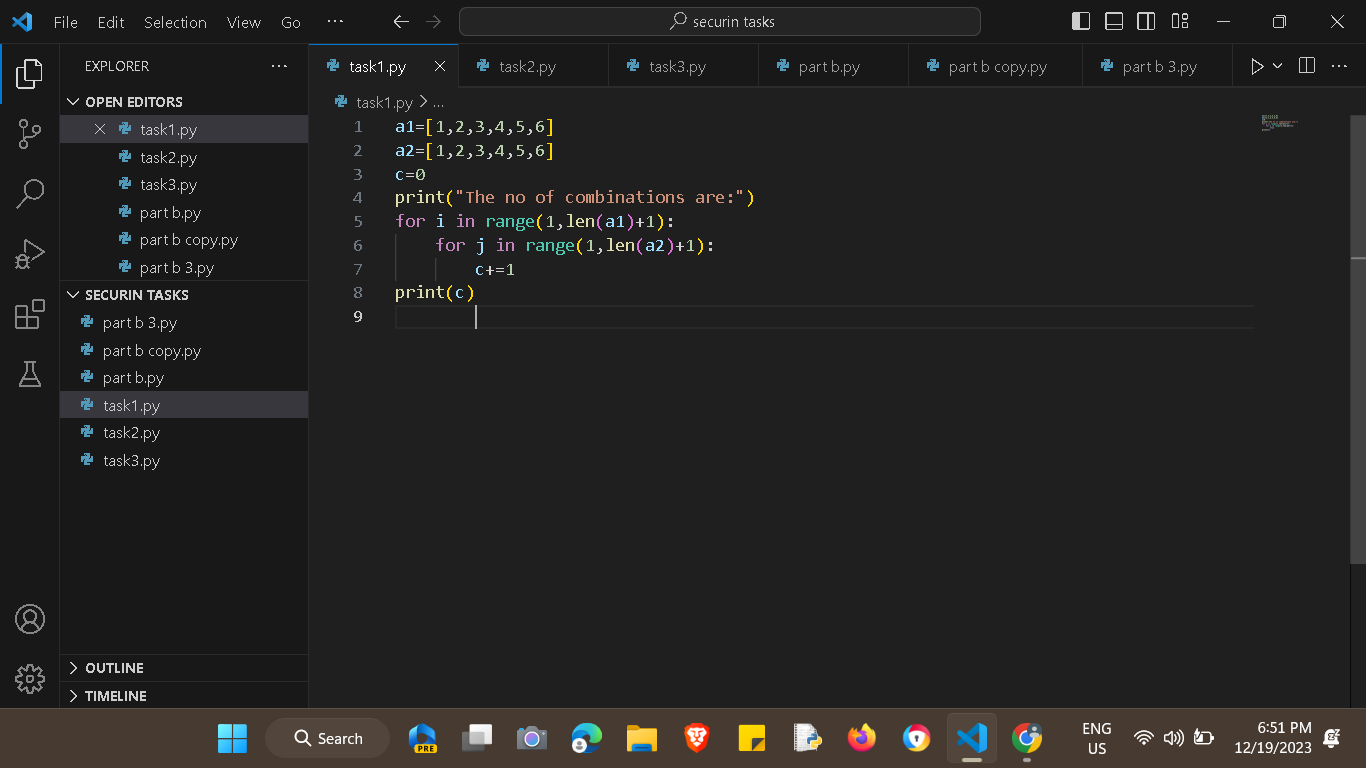 File Edit Selection View Go ··· securin tasks
EXPLORER ···
OPEN EDITORS
task1.py
task2.py
task3.py
part b.py
part b copy.py
part b 3.py
SECURIN TASKS
part b 3.py
part b copy.py
part b.py
task1.py
task2.py
task3.py
OUTLINE
TIMELINE
task1.py task2.py task3.py part b.py part b copy.py part b 3.py ···
task1.py > ...
1 a1=[1,2,3,4,5,6]
2 a2=[1,2,3,4,5,6]
3 c=0
4 print("The no of combinations are:")
5 for i in range(1,len(a1)+1):
6     for j in range(1,len(a2)+1):
7         c+=1
8 print(c)
9
Search PRE ENG 6:51 PM
US 12/19/2023